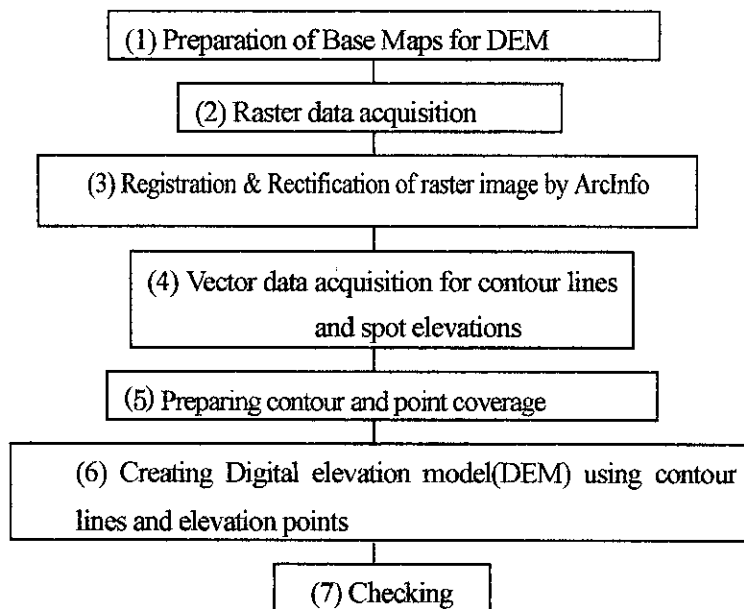 (1) Preparation of Base Maps for DEM
(2) Raster data acquisition
(3) Registration & Rectification of raster image by ArcInfo
(4) Vector data acquisition for contour lines
and spot elevations
(5) Preparing contour and point coverage
(6) Creating Digital elevation model(DEM) using contour
lines and elevation points
(7) Checking